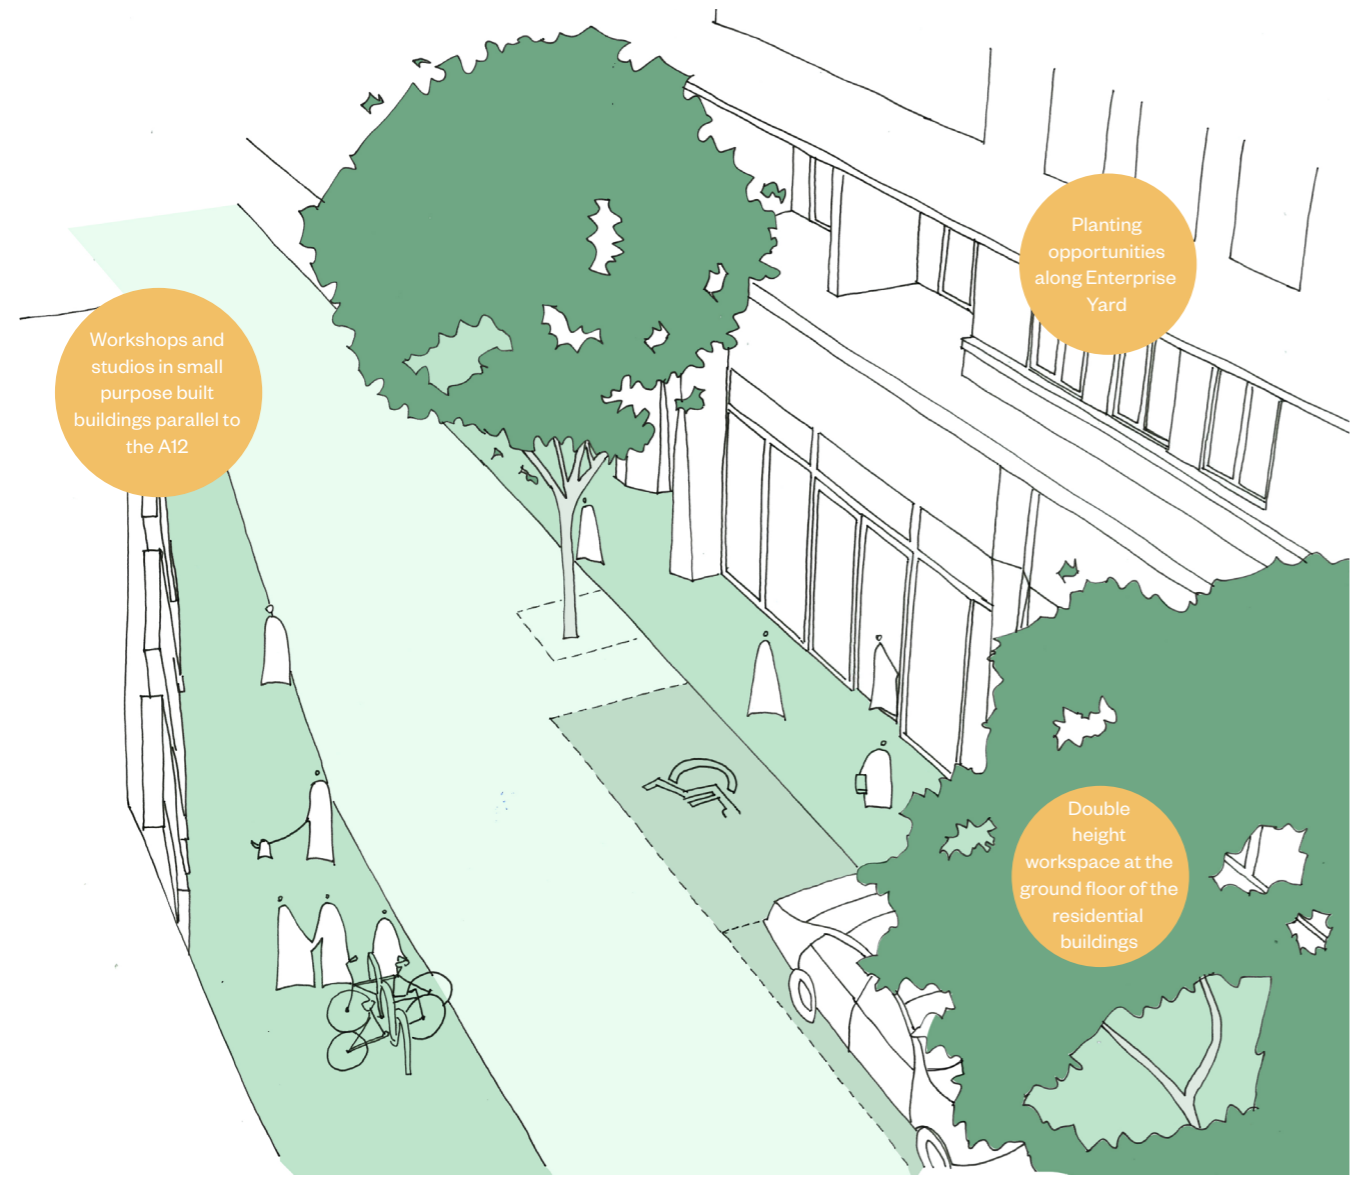 Planting
opportunities
along Enterprise
Yard
Workshops and
studios in small
purpose built
buildings parallel to
the A12
Double
height
workspace at the
ground floor of the
residential
buildings